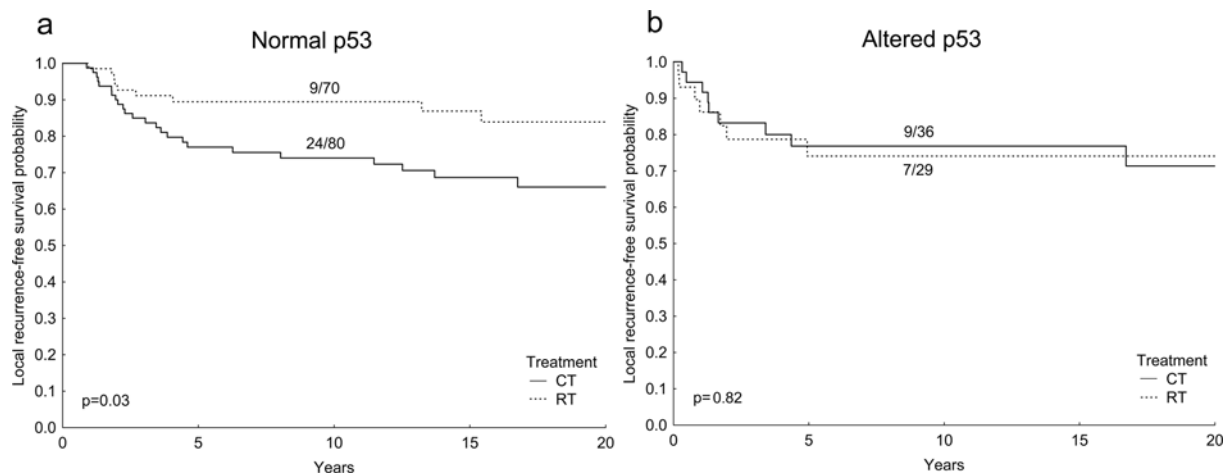 a
Normal p53
Local recurrence-free survival probability
1.0
0.9
0.8
0.7
0.6
0.5
0.4
0.3
0.2
0.1
0.0
9/70
24/80
Treatment
CT
RT
p=0.03
0
5
10
15
20
Years
b
Altered p53
Local recurrence-free survival probability
1.0
0.9
0.8
0.7
0.6
0.5
0.4
0.3
0.2
0.1
0.0
9/36
7/29
Treatment
CT
RT
p=0.82
0
5
10
15
20
Years